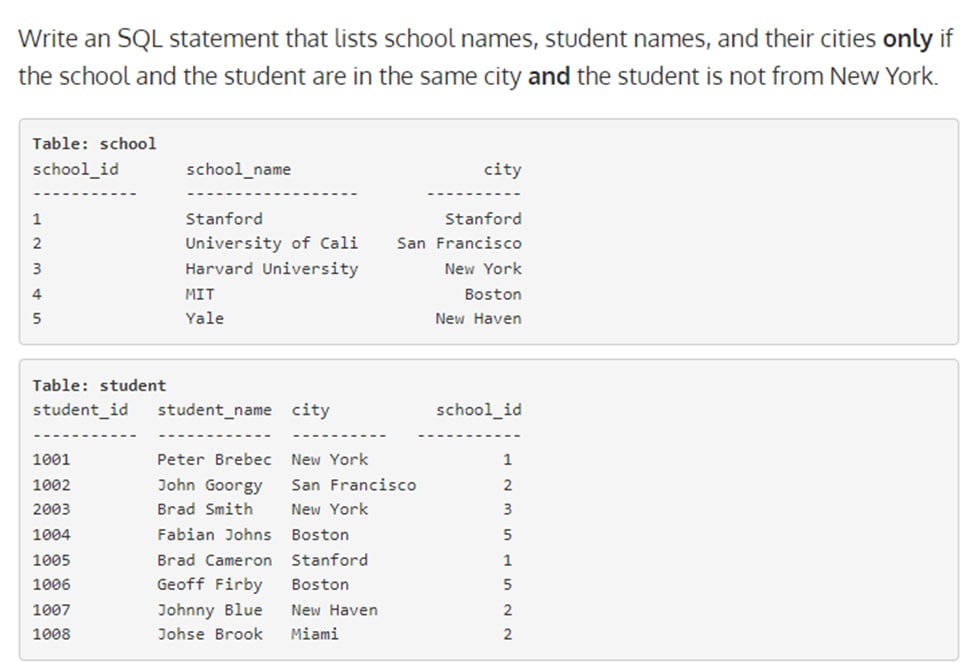 Write an SQL statement that lists school names, student names, and their cities only if
the school and the student are in the same city and the student is not from New York.
Table: school
school_id school_name city
----------- ------------------ ----------
1 Stanford Stanford
2 University of Cali San Francisco
3 Harvard University New York
4 MIT Boston
5 Yale New Haven
Table: student
student_id student_name city school_id
----------- ------------ ---------- -----------
1001 Peter Brebec New York 1
1002 John Goorgy San Francisco 2
2003 Brad Smith New York 3
1004 Fabian Johns Boston 5
1005 Brad Cameron Stanford 1
1006 Geoff Firby Boston 5
1007 Johnny Blue New Haven 2
1008 Johse Brook Miami 2